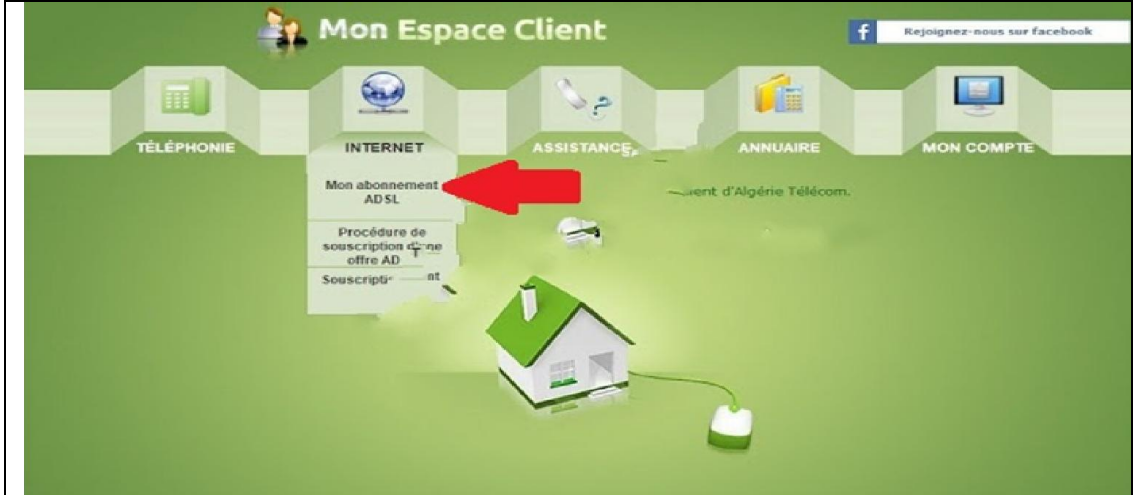 Mon Espace Client
Rejoignez-nous sur facebook
TÉLÉPHONIE
INTERNET
ASSISTANCE
ANNUAIRE
MON COMPTE
Mon abonnement
ADSL
d'Algérie Télécom.
Procédure de
souscription
offre